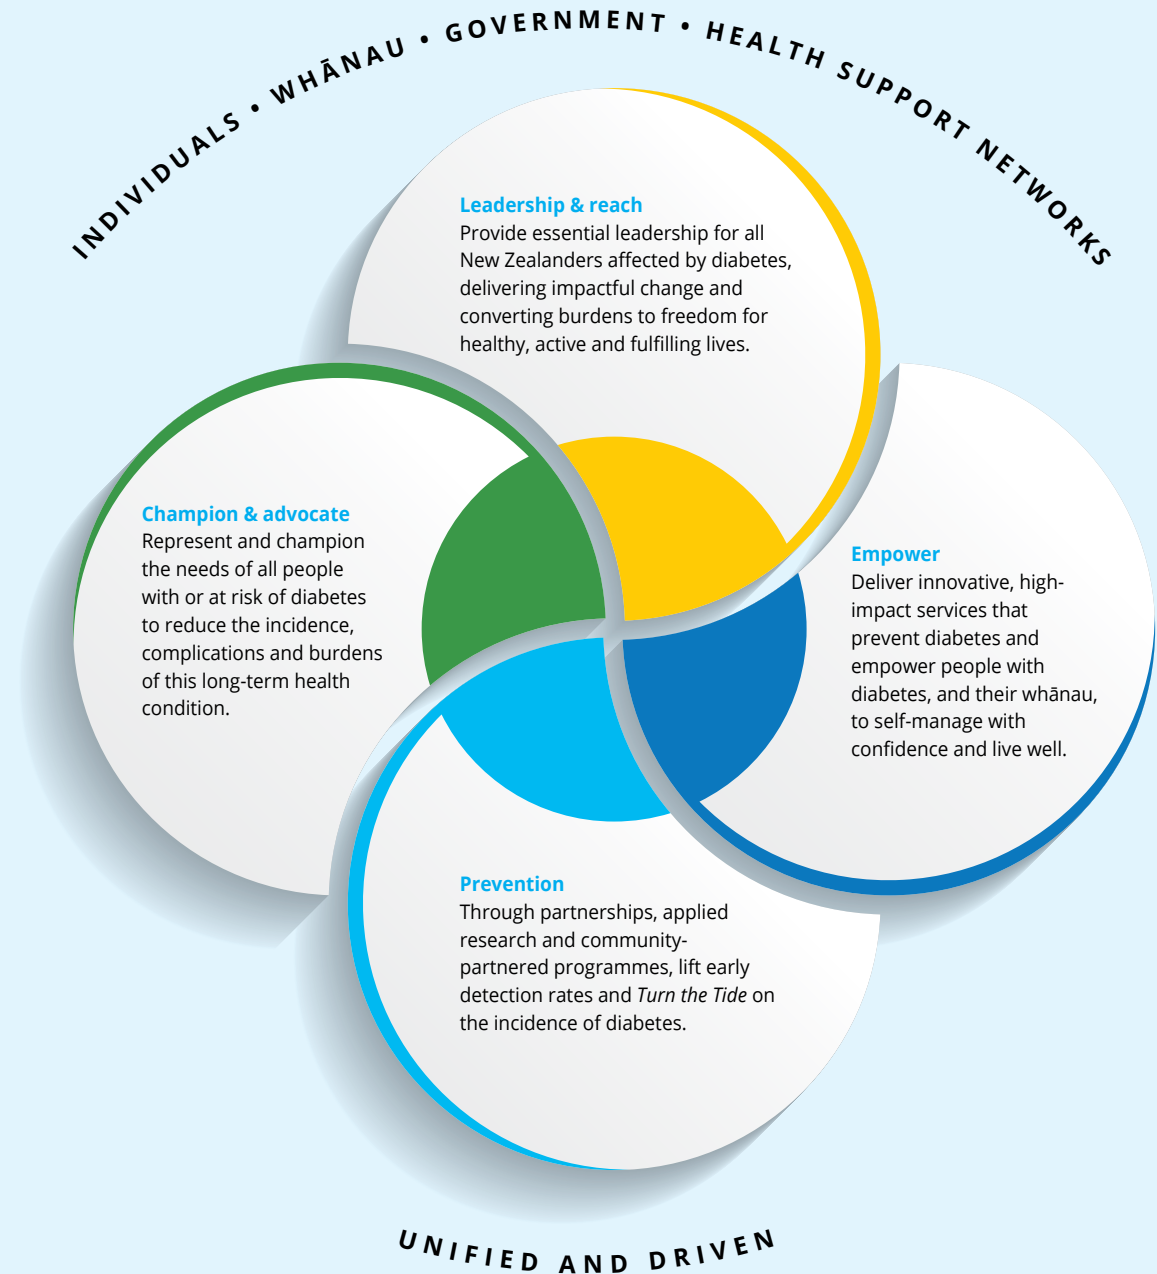 INDIVIDUALS • WHĀNAU • GOVERNMENT • HEALTH SUPPORT NETWORKS
Leadership & reach
Provide essential leadership for all
New Zealanders affected by diabetes,
delivering impactful change and
converting burdens to freedom for
healthy, active and fulfilling lives.
Champion & advocate
Represent and champion
the needs of all people
with or at risk of diabetes
to reduce the incidence,
complications and burdens
of this long-term health
condition.
Empower
Deliver innovative, high-
impact services that
prevent diabetes and
empower people with
diabetes, and their whānau,
to self-manage with
confidence and live well.
Prevention
Through partnerships, applied
research and community-
partnered programmes, lift early
detection rates and Turn the Tide on
the incidence of diabetes.
UNIFIED AND DRIVEN